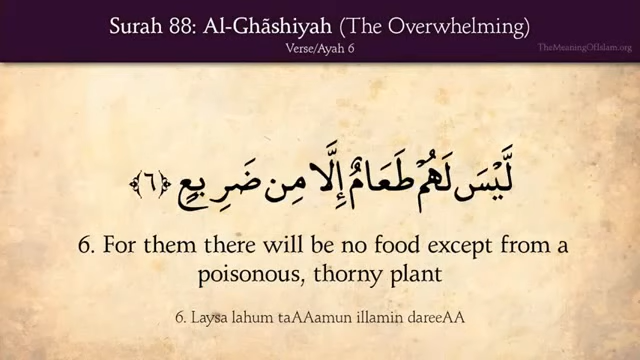 Surah 88: Al-Ghãshiyah (The Overwhelming)
Verse/Ayah 6
TheMeaningOfIslam.org
لَّيْسَ لَهُمْ طَعَامٌ إِلَّا مِن ضَرِيعٍ ﴿٦﴾
6. For them there will be no food except from a
poisonous, thorny plant
6. Laysa lahum taAAamun illamin dareeAA